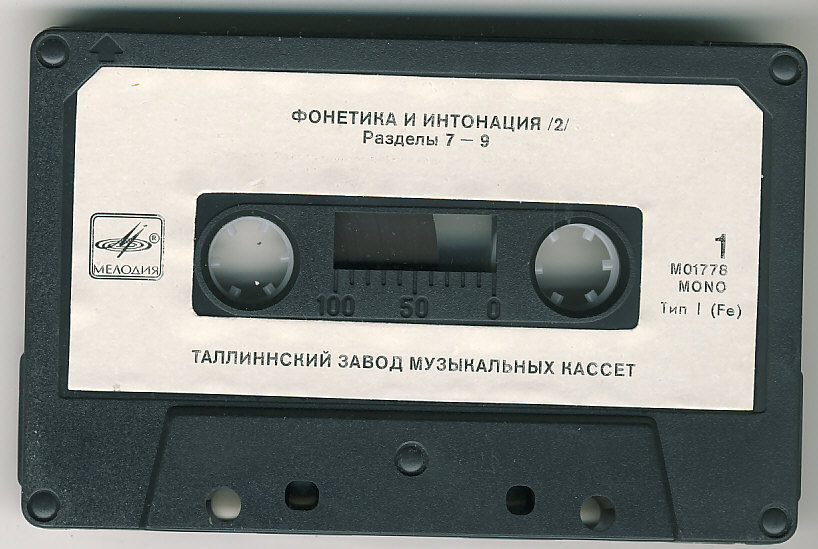 ФОНЕТИКА И ИНТОНАЦИЯ /2/
Разделы 7 – 9
® МЕЛОДИЯ
1
М01778
MONO
Тип I (Fe)
100 50 0
ТАЛЛИННСКИЙ ЗАВОД МУЗЫКАЛЬНЫХ КАССЕТ